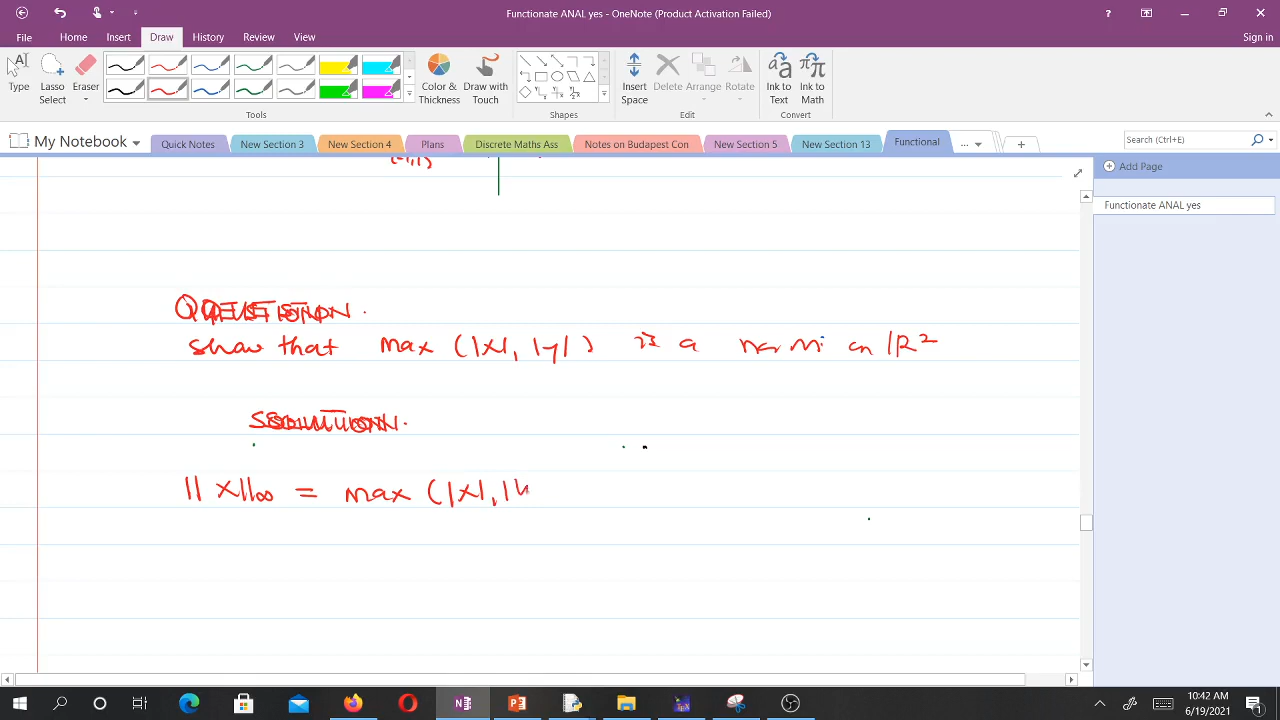 Functionate ANAL yes - OneNote (Product Activation Failed)
File Home Insert Draw History Review View Sign in
Type Lasso Select Eraser Color & Thickness Draw with Touch Insert Space Delete Arrange Rotate Ink to Text Ink to Math
Tools Shapes Edit Convert
My Notebook Quick Notes New Section 3 New Section 4 Plans Discrete Maths Ass Notes on Budapest Con New Section 5 New Section 13 Functional ... Search (Ctrl+E)
Add Page
Functionate ANAL yes
QUESTION.
show that max (|x|, |y|) is a norm on IR²
SOLUTION.
||x||∞ = max (|x|, |y
10:42 AM
6/19/2021